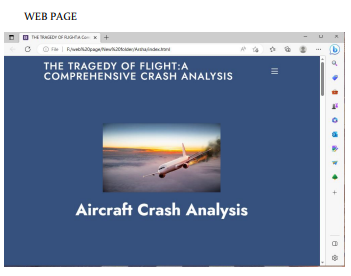 WEB PAGE
THE TRAGEDY OF FLIGHT:A Com
File | F:/web%20page/New%20folder/Astha/index.html
THE TRAGEDY OF FLIGHT:A
COMPREHENSIVE CRASH ANALYSIS
Aircraft Crash Analysis